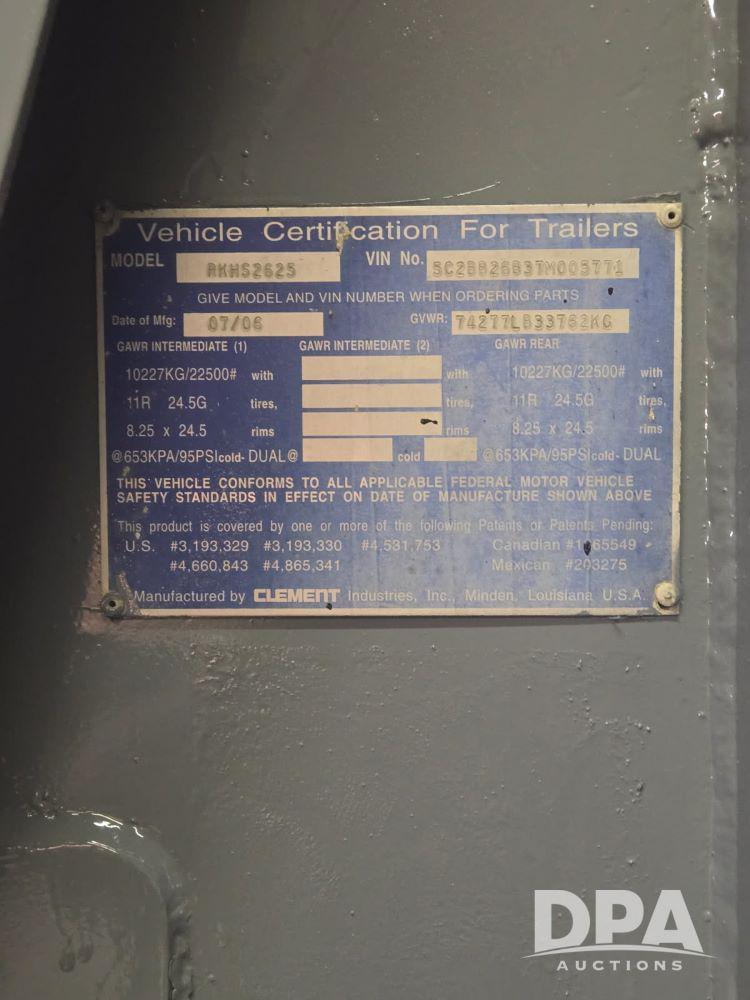 Vehicle Certification For Trailers
MODEL RKHS2625 VIN No. 5C2BB26B37M005771
GIVE MODEL AND VIN NUMBER WHEN ORDERING PARTS
Date of Mfg: 07/06 GVWR: 74277LB33762KG
GAWR INTERMEDIATE (1) GAWR INTERMEDIATE (2) GAWR REAR
10227KG/22500# with with 10227KG/22500# with
11R 24.5G tires, tires, 11R 24.5G tires,
8.25 x 24.5 rims rims 8.25 x 24.5 rims
@653KPA/95PSIcold- DUAL@ cold @653KPA/95PSIcold- DUAL
THIS VEHICLE CONFORMS TO ALL APPLICABLE FEDERAL MOTOR VEHICLE
SAFETY STANDARDS IN EFFECT ON DATE OF MANUFACTURE SHOWN ABOVE
This product is covered by one or more of the following Patents or Patents Pending:
U.S. #3,193,329 #3,193,330 #4,531,753 Canadian
#4,660,843 #4,865,341 Mexican #203275
Manufactured by CLEMENT Industries, Inc., Minden, Louisiana U.S.A.
DPA
AUCTIONS